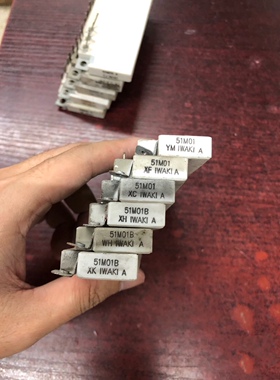 51M01
YM IWAKI A
51M01
XF IWAKI A
51M01
XC IWAKI A
51M01B
XH IWAKI A
51M01B
WH IWAKI A
51M01B
XK IWAKI A